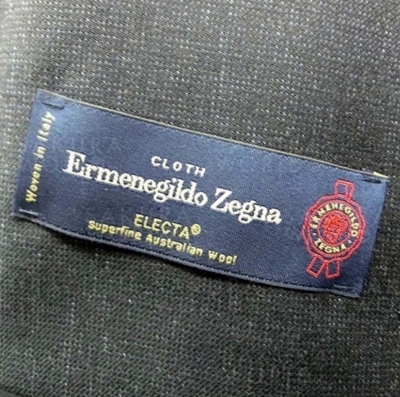 Woven in Italy
CLOTH
Ermenegildo Zegna
ELECTA®
Superfine Australian Wool
ERMENEGILDO
ZEGNA